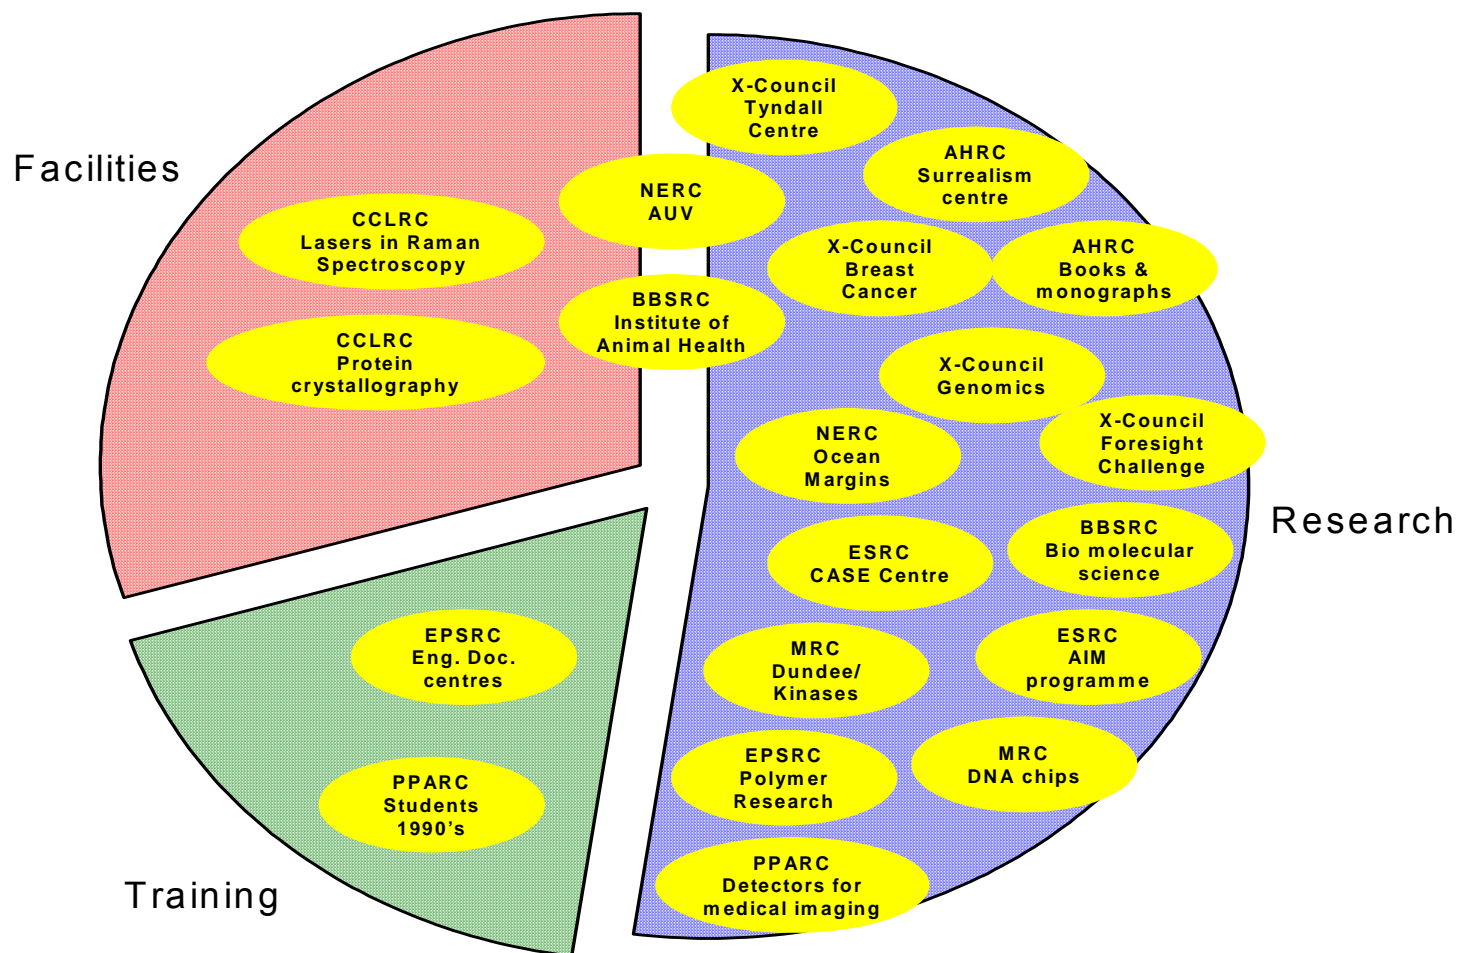 Facilities
CCLRC
Lasers in Raman
Spectroscopy
CCLRC
Protein
crystallography
NERC
AUV
BBSRC
Institute of
Animal Health
X-Council
Tyndall
Centre
AHRC
Surrealism
centre
X-Council
Breast
Cancer
AHRC
Books &
monographs
X-Council
Genomics
X-Council
Foresight
Challenge
NERC
Ocean
Margins
Research
BBSRC
Bio molecular
science
ESRC
CASE Centre
MRC
Dundee/
Kinases
ESRC
AIM
programme
EPSRC
Polymer
Research
MRC
DNA chips
PPARC
Detectors for
medical imaging
EPSRC
Eng. Doc.
centres
PPARC
Students
1990's
Training